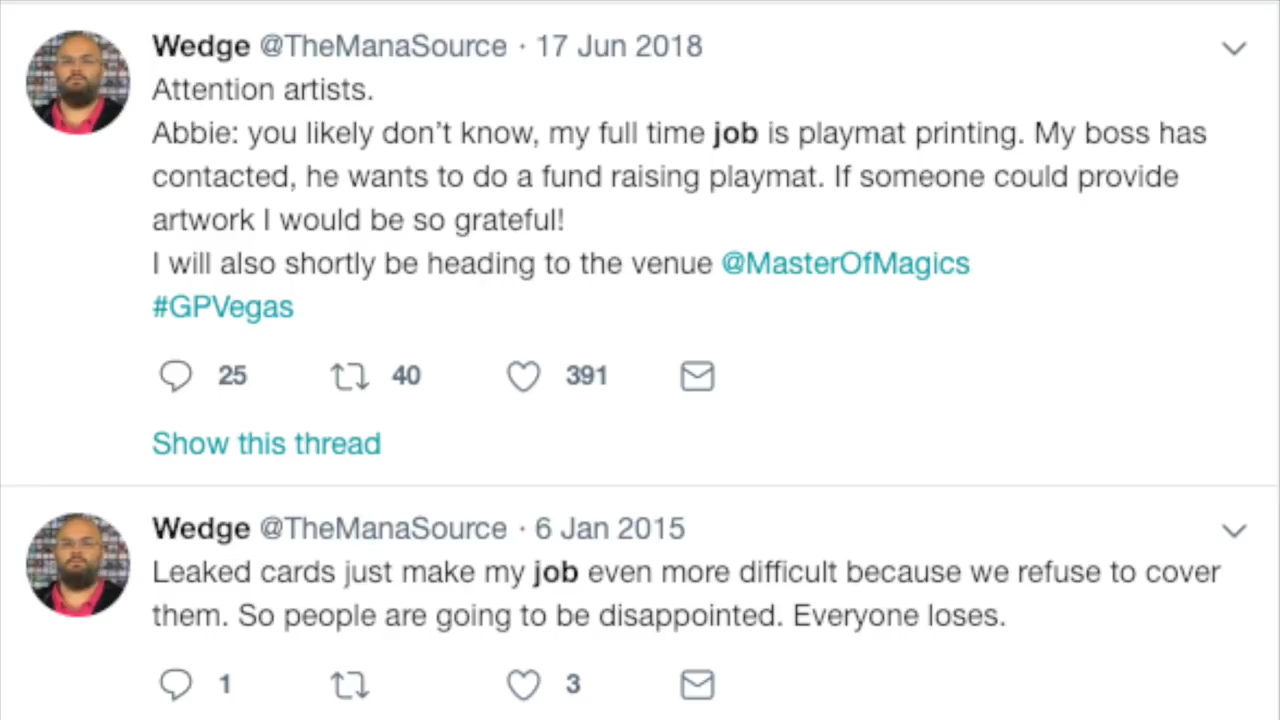 Wedge @TheManaSource · 17 Jun 2018
Attention artists.
Abbie: you likely don’t know, my full time job is playmat printing. My boss has
contacted, he wants to do a fund raising playmat. If someone could provide
artwork I would be so grateful!
I will also shortly be heading to the venue @MasterOfMagics
#GPVegas
25 40 391
Show this thread
Wedge @TheManaSource · 6 Jan 2015
Leaked cards just make my job even more difficult because we refuse to cover
them. So people are going to be disappointed. Everyone loses.
1 3